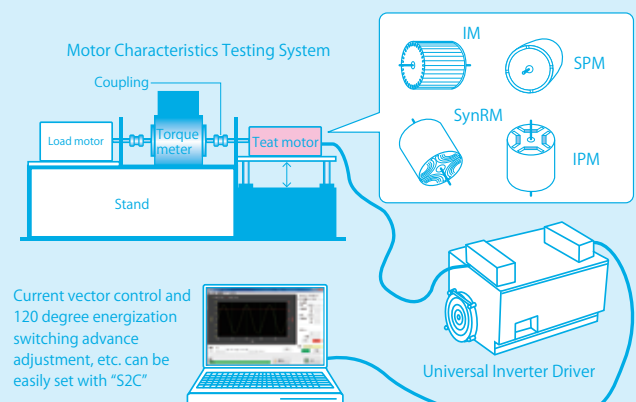 Motor Characteristics Testing System
Coupling
Load motor
Torque
meter
Teat motor
Stand
IM
SPM
SynRM
IPM
Current vector control and
120 degree energization
switching advance
adjustment, etc. can be
easily set with “S2C”
Universal Inverter Driver